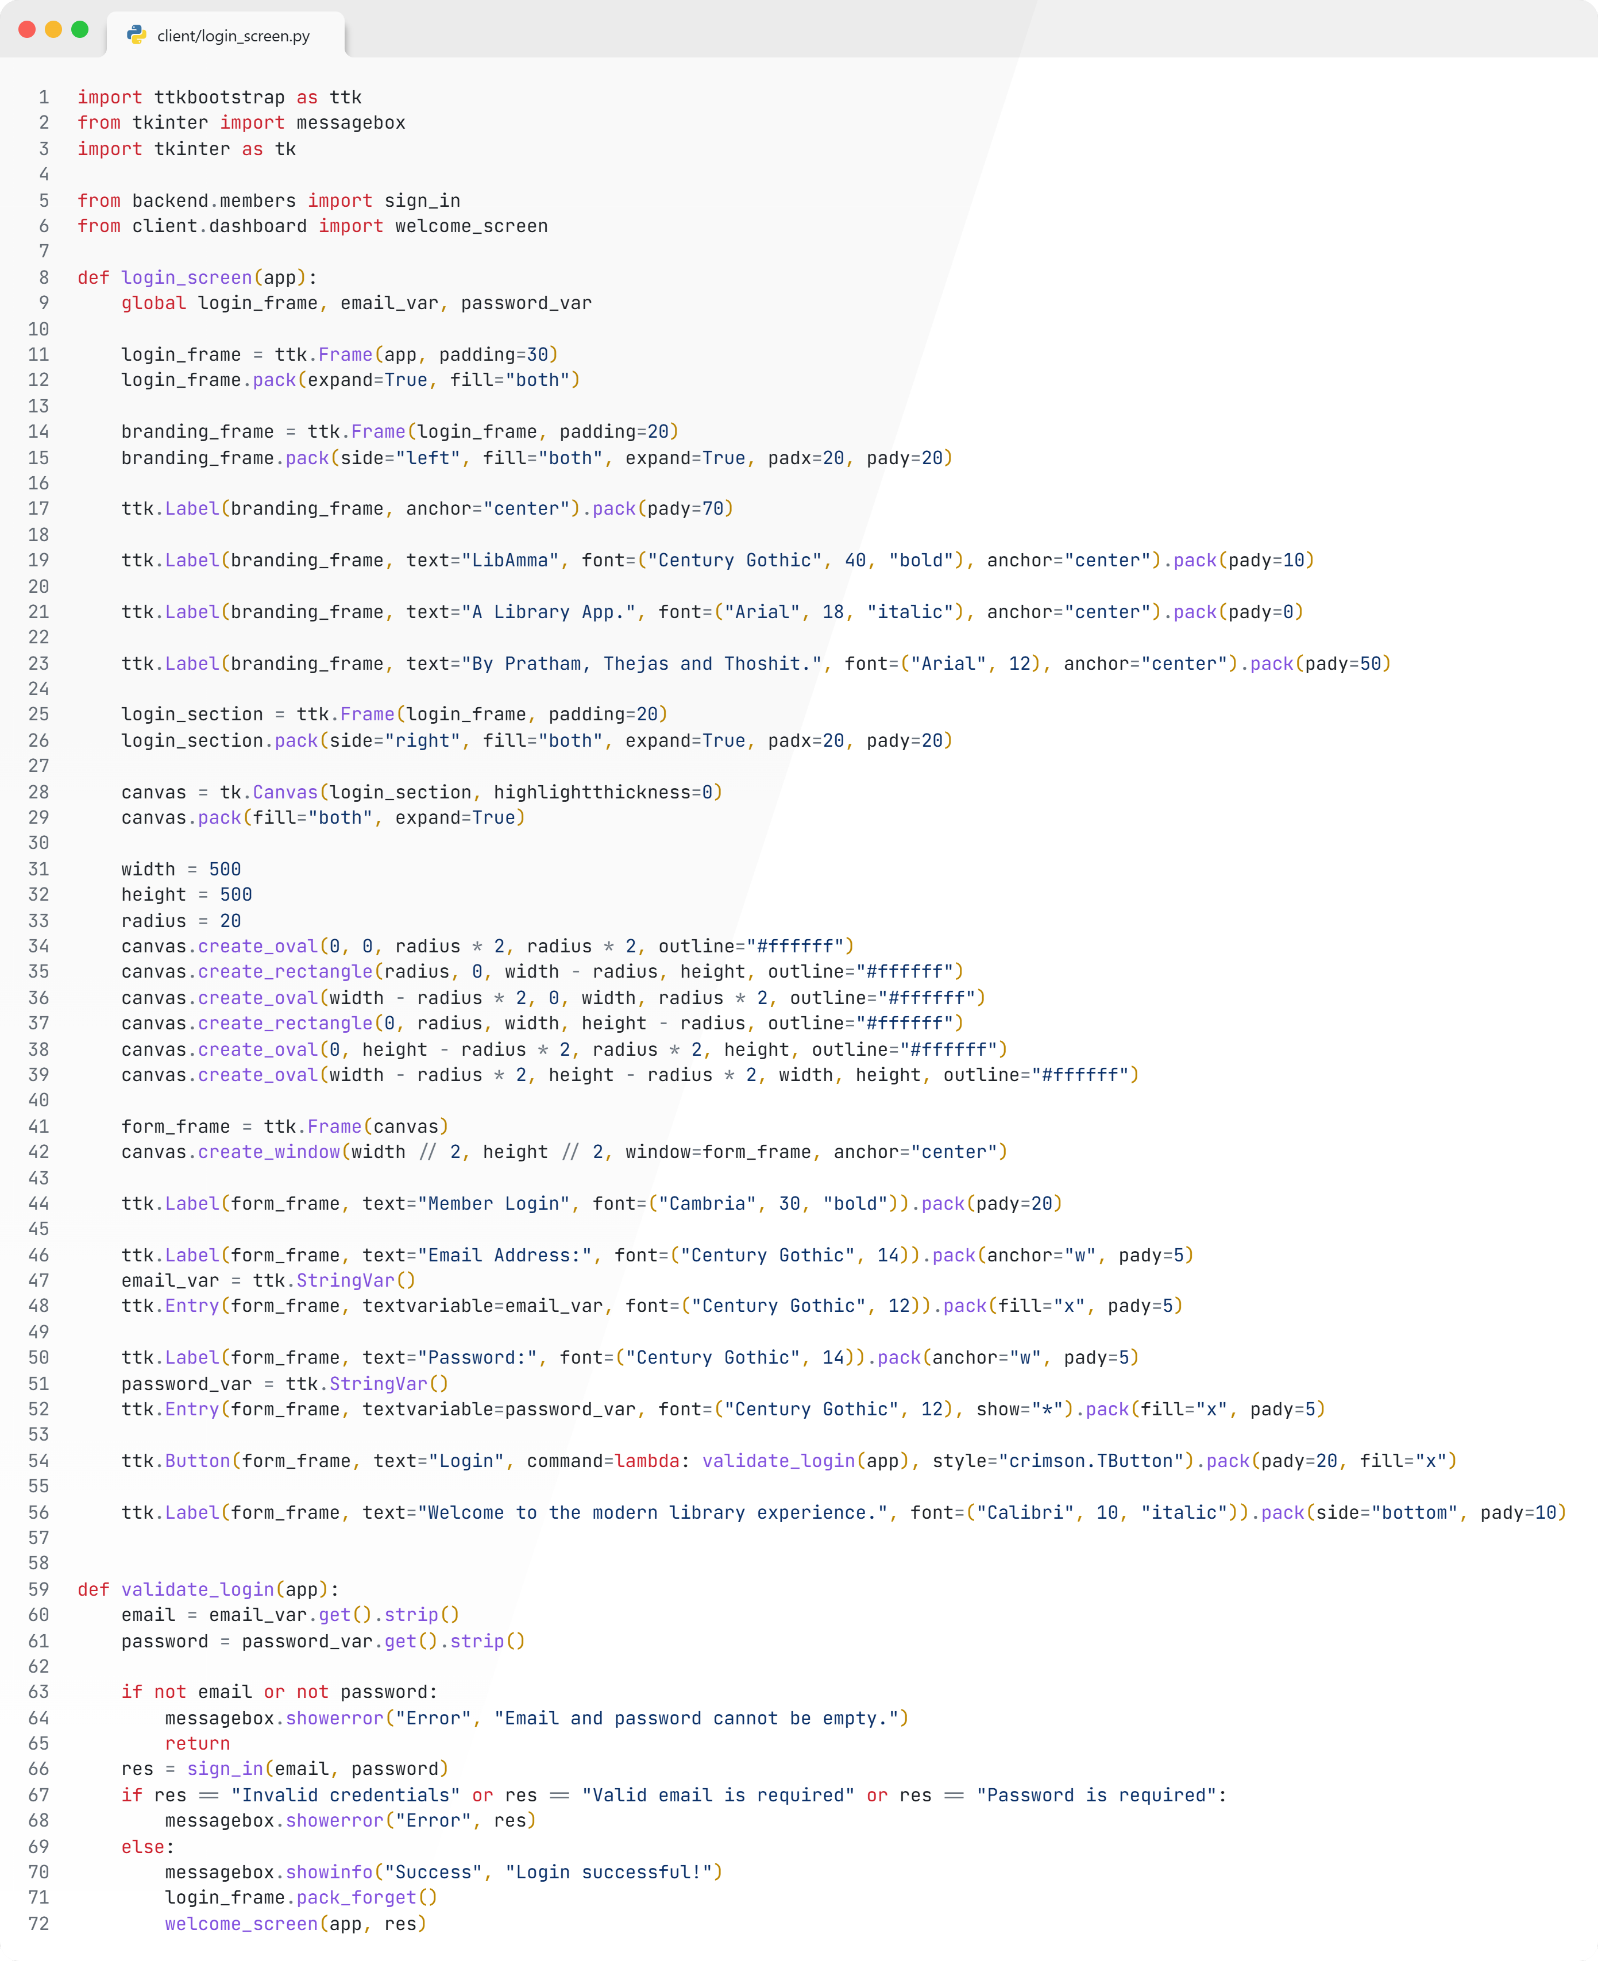 client/login_screen.py
1 import ttkbootstrap as ttk
2 from tkinter import messagebox
3 import tkinter as tk
4
5 from backend.members import sign_in
6 from client.dashboard import welcome_screen
7
8 def login_screen(app):
9     global login_frame, email_var, password_var
10
11     login_frame = ttk.Frame(app, padding=30)
12     login_frame.pack(expand=True, fill="both")
13
14     branding_frame = ttk.Frame(login_frame, padding=20)
15     branding_frame.pack(side="left", fill="both", expand=True, padx=20, pady=20)
16
17     ttk.Label(branding_frame, anchor="center").pack(pady=70)
18
19     ttk.Label(branding_frame, text="LibAmma", font=("Century Gothic", 40, "bold"), anchor="center").pack(pady=10)
20
21     ttk.Label(branding_frame, text="A Library App.", font=("Arial", 18, "italic"), anchor="center").pack(pady=0)
22
23     ttk.Label(branding_frame, text="By Pratham, Thejas and Thoshit.", font=("Arial", 12), anchor="center").pack(pady=50)
24
25     login_section = ttk.Frame(login_frame, padding=20)
26     login_section.pack(side="right", fill="both", expand=True, padx=20, pady=20)
27
28     canvas = tk.Canvas(login_section, highlightthickness=0)
29     canvas.pack(fill="both", expand=True)
30
31     width = 500
32     height = 500
33     radius = 20
34     canvas.create_oval(0, 0, radius * 2, radius * 2, outline="#ffffff")
35     canvas.create_rectangle(radius, 0, width - radius, height, outline="#ffffff")
36     canvas.create_oval(width - radius * 2, 0, width, radius * 2, outline="#ffffff")
37     canvas.create_rectangle(0, radius, width, height - radius, outline="#ffffff")
38     canvas.create_oval(0, height - radius * 2, radius * 2, height, outline="#ffffff")
39     canvas.create_oval(width - radius * 2, height - radius * 2, width, height, outline="#ffffff")
40
41     form_frame = ttk.Frame(canvas)
42     canvas.create_window(width // 2, height // 2, window=form_frame, anchor="center")
43
44     ttk.Label(form_frame, text="Member Login", font=("Cambria", 30, "bold")).pack(pady=20)
45
46     ttk.Label(form_frame, text="Email Address:", font=("Century Gothic", 14)).pack(anchor="w", pady=5)
47     email_var = ttk.StringVar()
48     ttk.Entry(form_frame, textvariable=email_var, font=("Century Gothic", 12)).pack(fill="x", pady=5)
49
50     ttk.Label(form_frame, text="Password:", font=("Century Gothic", 14)).pack(anchor="w", pady=5)
51     password_var = ttk.StringVar()
52     ttk.Entry(form_frame, textvariable=password_var, font=("Century Gothic", 12), show="*").pack(fill="x", pady=5)
53
54     ttk.Button(form_frame, text="Login", command=lambda: validate_login(app), style="crimson.TButton").pack(pady=20, fill="x")
55
56     ttk.Label(form_frame, text="Welcome to the modern library experience.", font=("Calibri", 10, "italic")).pack(side="bottom", pady=10)
57
58
59 def validate_login(app):
60     email = email_var.get().strip()
61     password = password_var.get().strip()
62
63     if not email or not password:
64         messagebox.showerror("Error", "Email and password cannot be empty.")
65         return
66     res = sign_in(email, password)
67     if res == "Invalid credentials" or res == "Valid email is required" or res == "Password is required":
68         messagebox.showerror("Error", res)
69     else:
70         messagebox.showinfo("Success", "Login successful!")
71         login_frame.pack_forget()
72         welcome_screen(app, res)